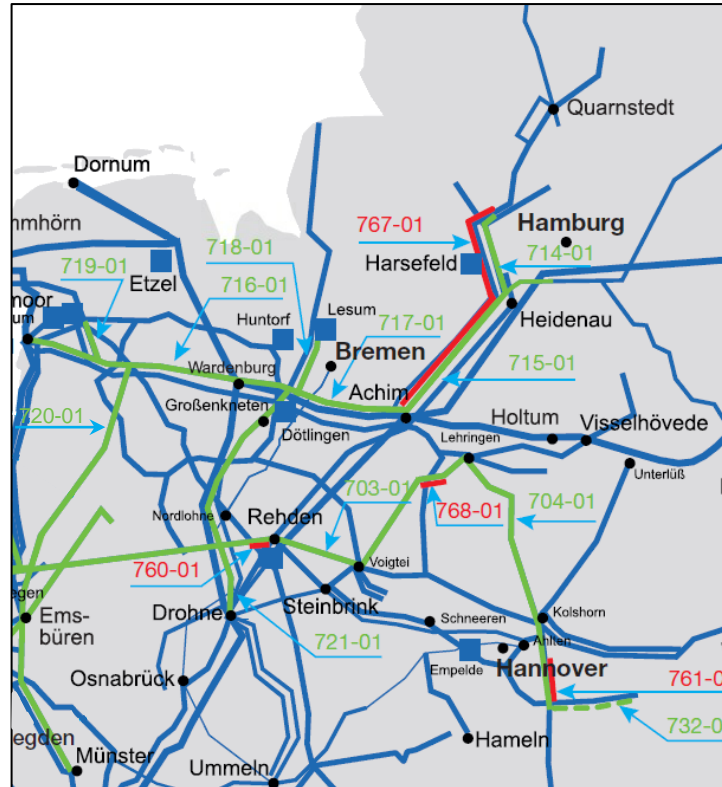 Quarnstedt
Dornum
mmhörn
767-01
Hamburg
718-01
Harsefeld
714-01
719-01
Etzel
716-01
moor
um
Huntorf
Lesum
717-01
Heidenau
Bremen
Wardenburg
715-01
Achim
Großenkneten
720-01
Dötlingen
Holtum
Visselhövede
Lehringen
Unterlüß
703-01
Nordlohne
Rehden
768-01
704-01
760-01
Voigtei
egen
Ems-
büren
Steinbrink
Drohne
Schneeren
Kolshorn
721-01
Ahlten
Empelde
Hannover
Osnabrück
761-0
732-0
legden
Münster
Hameln
Ummeln